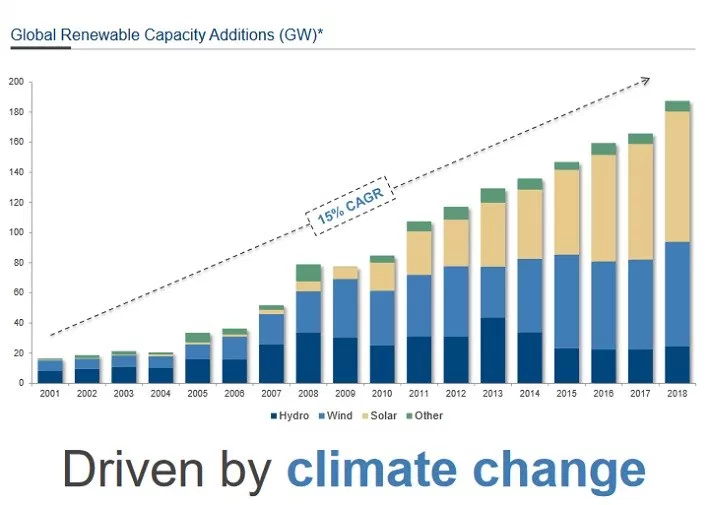 Global Renewable Capacity Additions (GW)*
200
180
160
140
120
100
80
60
40
20
0
15% CAGR
2001 2002 2003 2004 2005 2006 2007 2008 2009 2010 2011 2012 2013 2014 2015 2016 2017 2018
Hydro Wind Solar Other
Driven by climate change